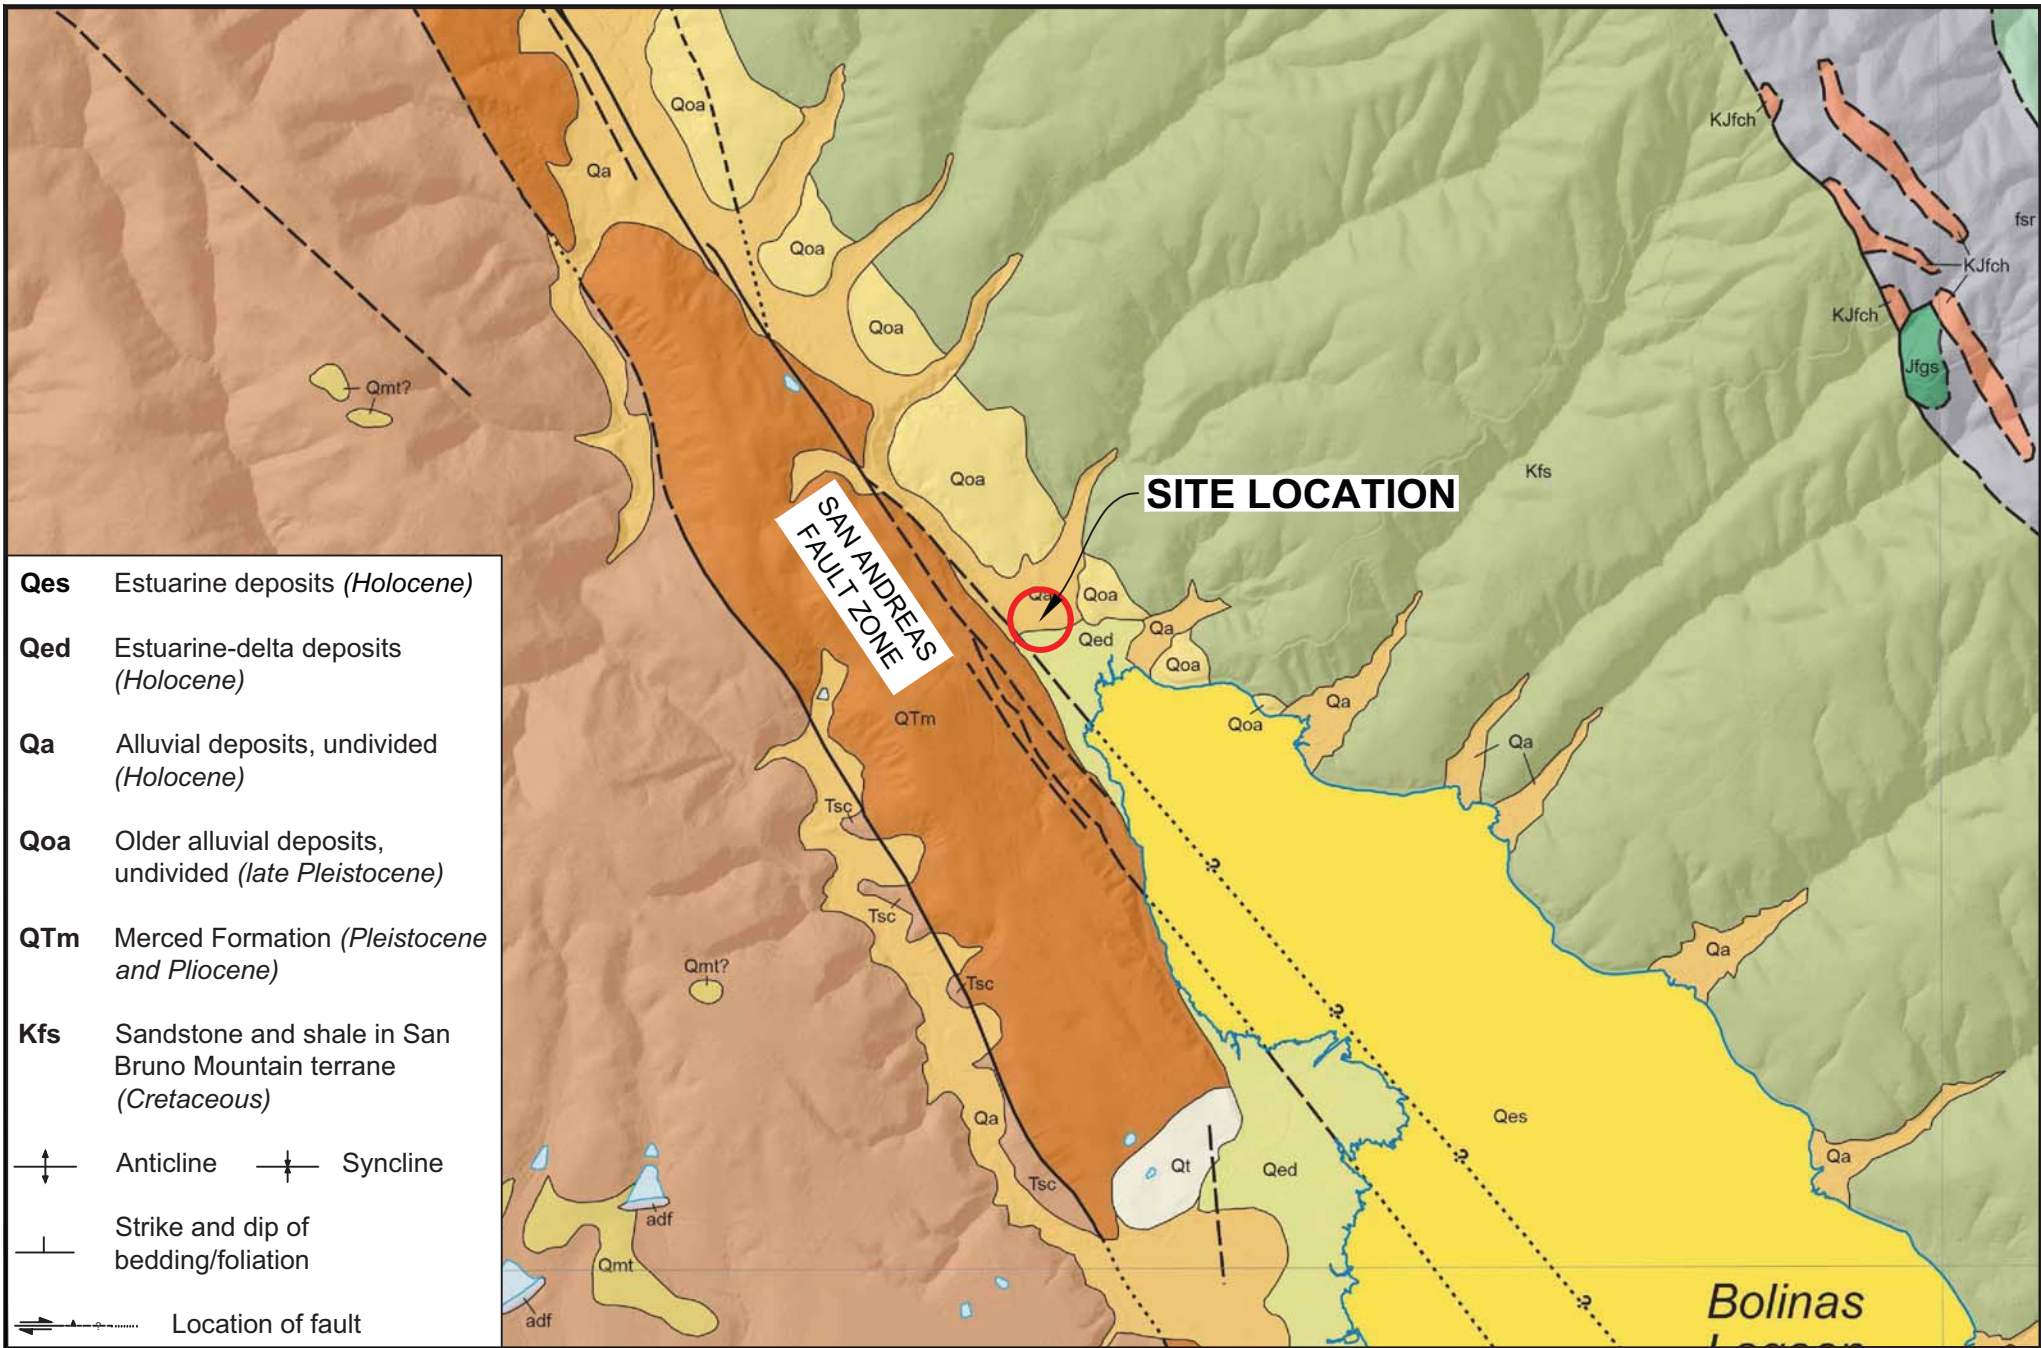 Qoa
KJfch
Qa
fsr
Qoa
KJfch
Qoa
KJfch
Jfgs
Qmt?
Kfs
Qoa
SITE LOCATION
SAN ANDREAS
FAULT ZONE
Qa
Qoa
Qa
Qed
Qoa
Qa
Qoa
QTm
Qa
Tsc
?
Tsc
Qa
Qmt?
Tsc
?
Qa
Qes
?
Qa
Qt
Qed
Tsc
adf
Qmt
?
adf
Bolinas
Lagoon
Qes Estuarine deposits (Holocene)
Qed Estuarine-delta deposits
(Holocene)
Qa Alluvial deposits, undivided
(Holocene)
Qoa Older alluvial deposits,
undivided (late Pleistocene)
QTm Merced Formation (Pleistocene
and Pliocene)
Kfs Sandstone and shale in San
Bruno Mountain terrane
(Cretaceous)
Anticline Syncline
Strike and dip of
bedding/foliation
? Location of fault